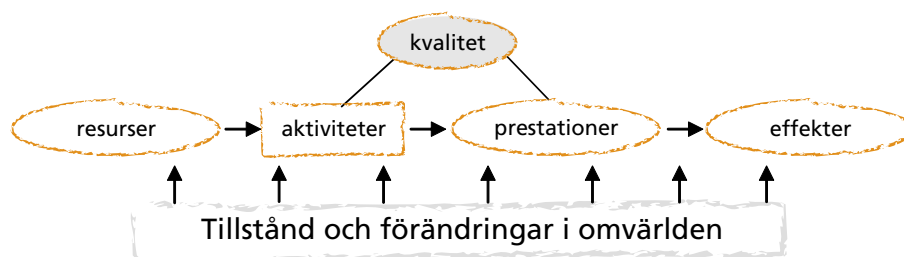 kvalitet
resurser
aktiviteter
prestationer
effekter
Tillstånd och förändringar i omvärlden